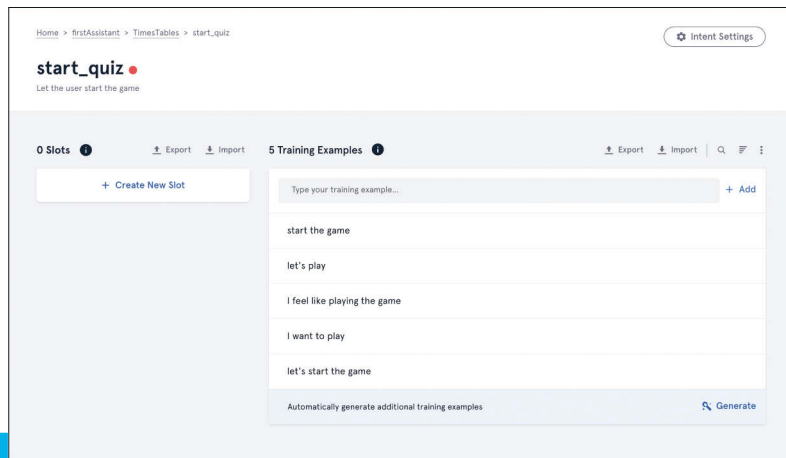 Home > firstAssistant > TimesTables > start_quiz
Intent Settings
start_quiz
Let the user start the game
0 Slots i Export Import
5 Training Examples i Export Import
+ Create New Slot
Type your training example... + Add
start the game
let's play
I feel like playing the game
I want to play
let's start the game
Automatically generate additional training examples Generate